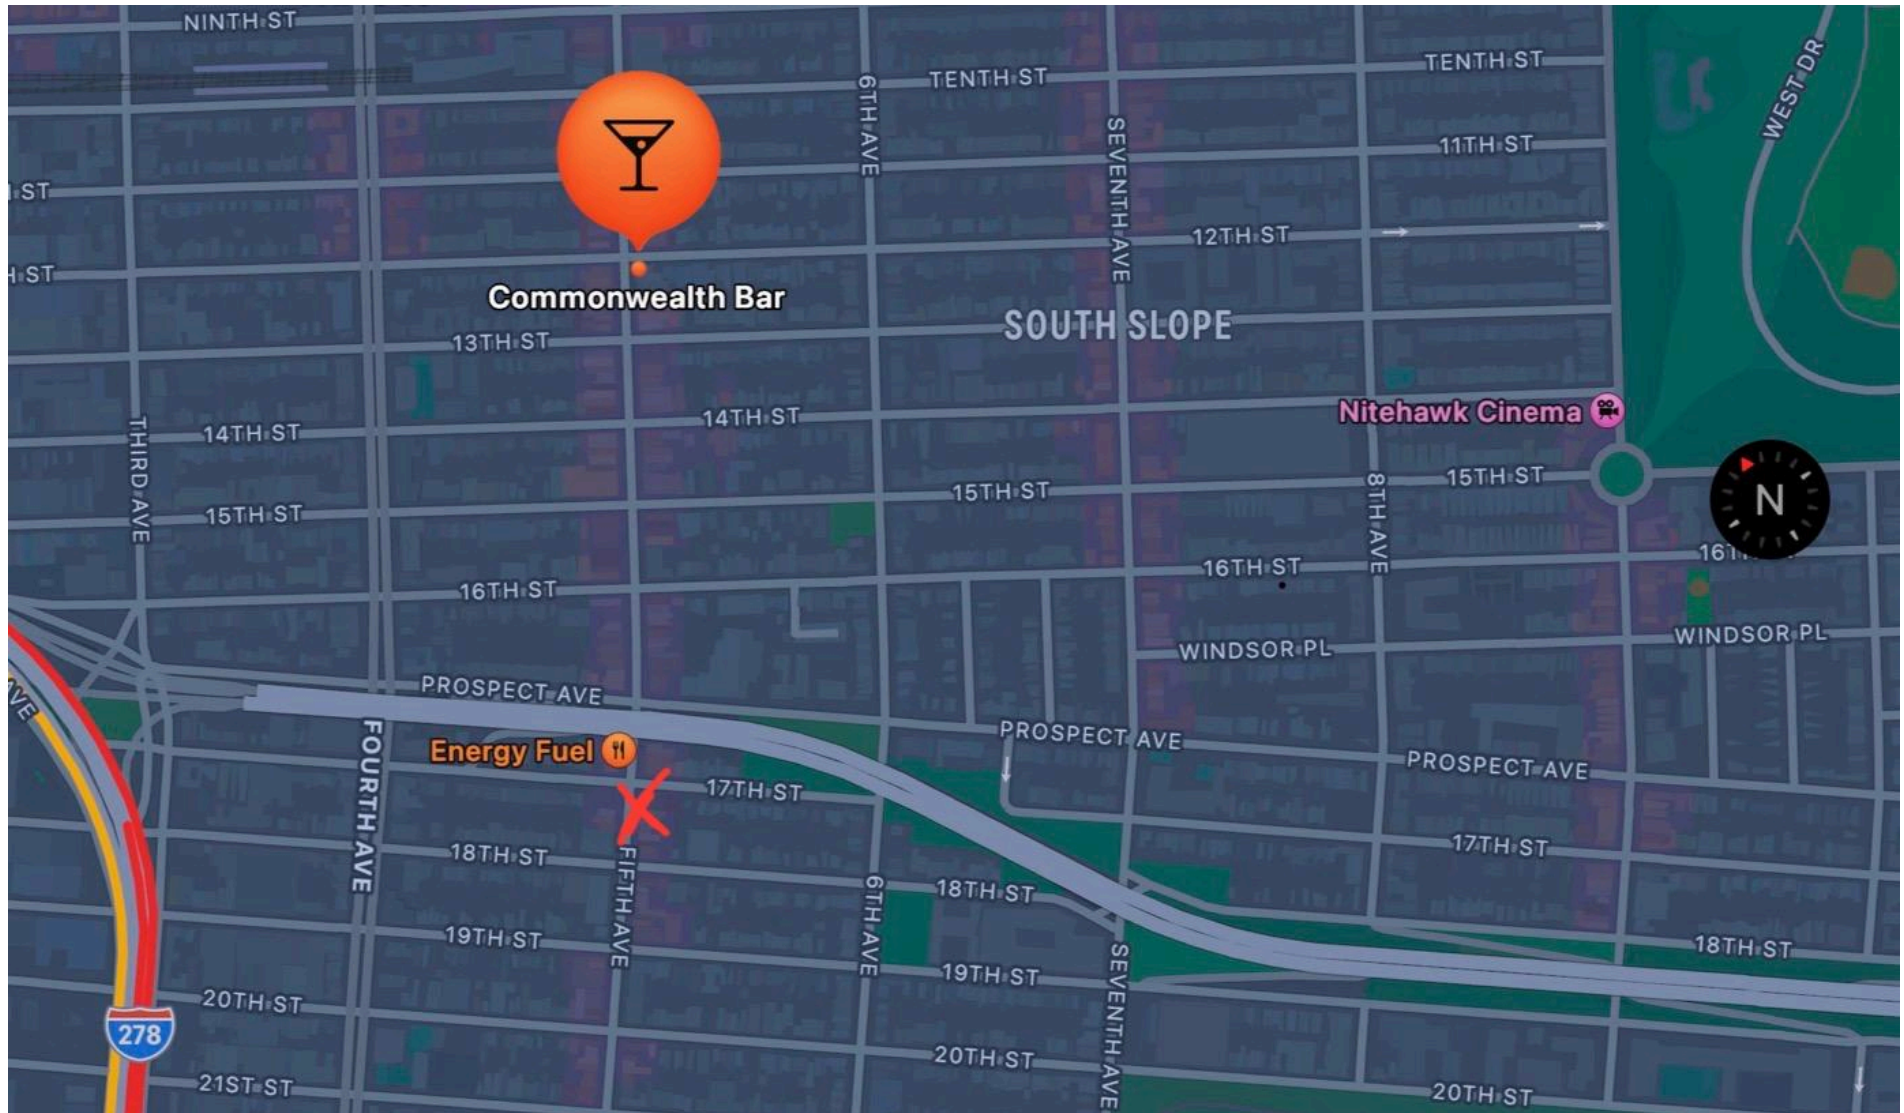 NINTH ST
TENTH ST
TENTH ST
6TH AVE
SEVENTH AVE
WEST DR
11TH ST
ST
12TH ST
ST
Commonwealth Bar
SOUTH SLOPE
13TH ST
Nitehawk Cinema
14TH ST
14TH ST
THIRD AVE
15TH ST
15TH ST
15TH ST
8TH AVE
N
16TH ST
16TH ST
WINDSOR PL
WINDSOR PL
AVE
PROSPECT AVE
PROSPECT AVE
PROSPECT AVE
FOURTH AVE
Energy Fuel
17TH ST
17TH ST
18TH ST
FIFTH AVE
6TH AVE
18TH ST
18TH ST
19TH ST
19TH ST
SEVENTH AVE
20TH ST
278
20TH ST
21ST ST
20TH ST